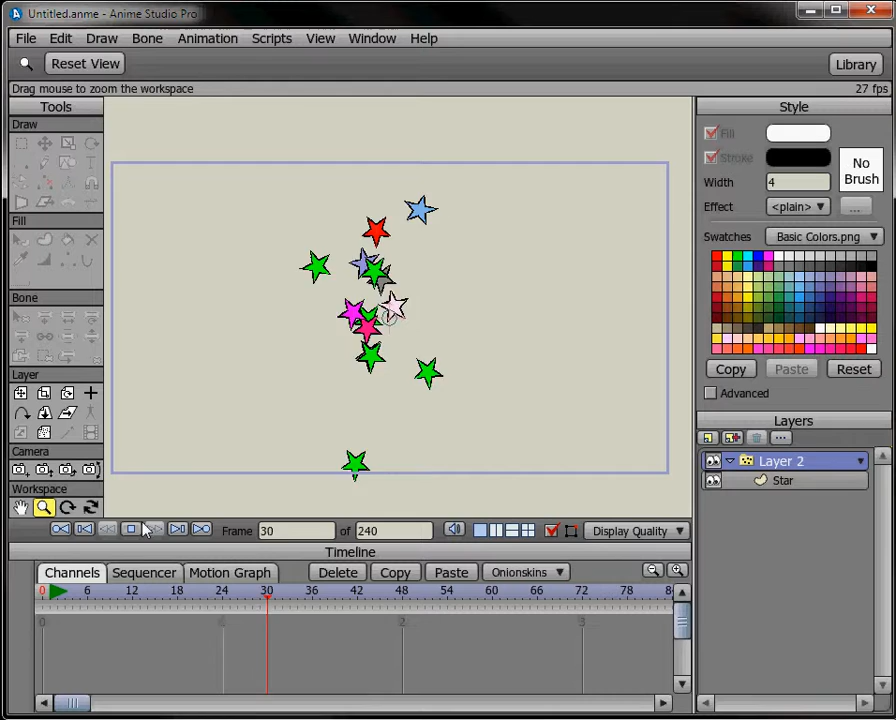 Untitled.anme - Anime Studio Pro
File Edit Draw Bone Animation Scripts View Window Help
Reset View
Library
Drag mouse to zoom the workspace
27 fps
Tools
Draw
Fill
Bone
Layer
Camera
Workspace
Style
Fill
Stroke
No
Brush
Width 4
Effect <plain> ...
Swatches Basic Colors.png
Copy Paste Reset
Advanced
Layers
Layer 2
Star
Frame 30 of 240
Display Quality
Timeline
Channels Sequencer Motion Graph Delete Copy Paste Onionskins
0 6 12 18 24 30 36 42 48 54 60 66 72 78
0 2 3